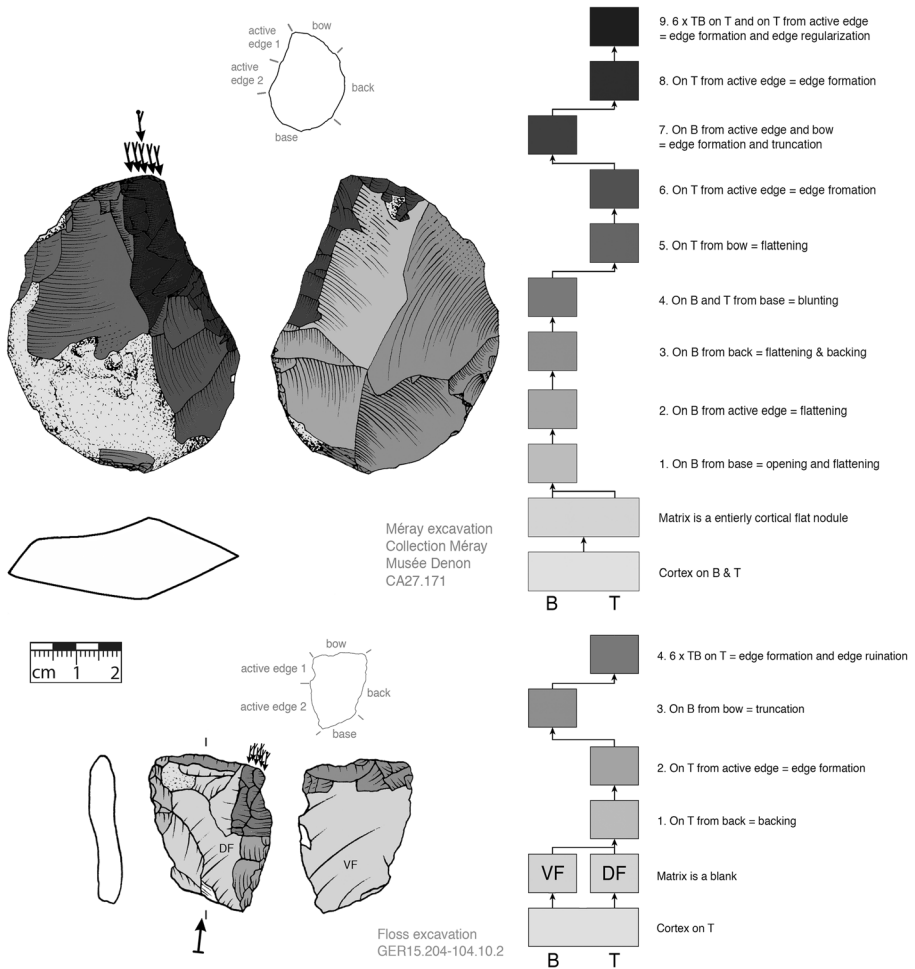 bow
active
edge 1
active
edge 2
back
base
9. 6 x TB on T and on T from active edge
= edge formation and edge regularization
8. On T from active edge = edge formation
7. On B from active edge and bow
= edge formation and truncation
6. On T from active edge = edge fromation
5. On T from bow = flattening
4. On B and T from base = blunting
3. On B from back = flattening & backing
2. On B from active edge = flattening
1. On B from base = opening and flattening
Matrix is a entierly cortical flat nodule
Cortex on B & T
B T
Méray excavation
Collection Méray
Musée Denon
CA27.171
cm 1 2
bow
active edge 1
active edge 2
back
base
4. 6 x TB on T = edge formation and edge ruination
3. On B from bow = truncation
2. On T from active edge = edge formation
1. On T from back = backing
VF DF
Matrix is a blank
Cortex on T
B T
I
DF
VF
I
Floss excavation
GER15.204-104.10.2